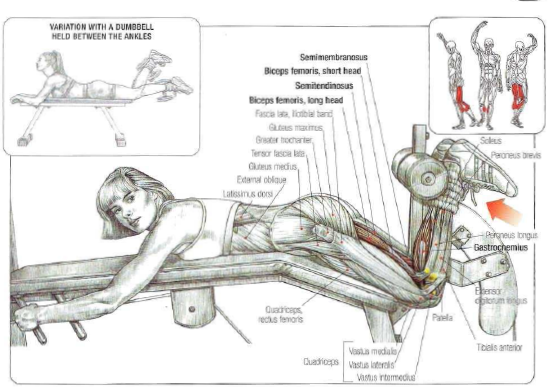 VARIATION WITH A DUMBBELL
HELD BETWEEN THE ANKLES
Semimembranosus
Biceps femoris, short head
Semitendinosus
Biceps femoris, long head
Fascia lata, iliotibial band
Gluteus maximus
Greater trochanter
Tensor fascia lata
Gluteus medius
External oblique
Latissimus dorsi
Soleus
Peroneus brevis
Peroneus longus
Gastrocnemius
Extensor
digitorum longus
Patella
Tibialis anterior
Quadriceps,
rectus femoris
Quadriceps
Vastus medialis
Vastus lateralis
Vastus intermedius